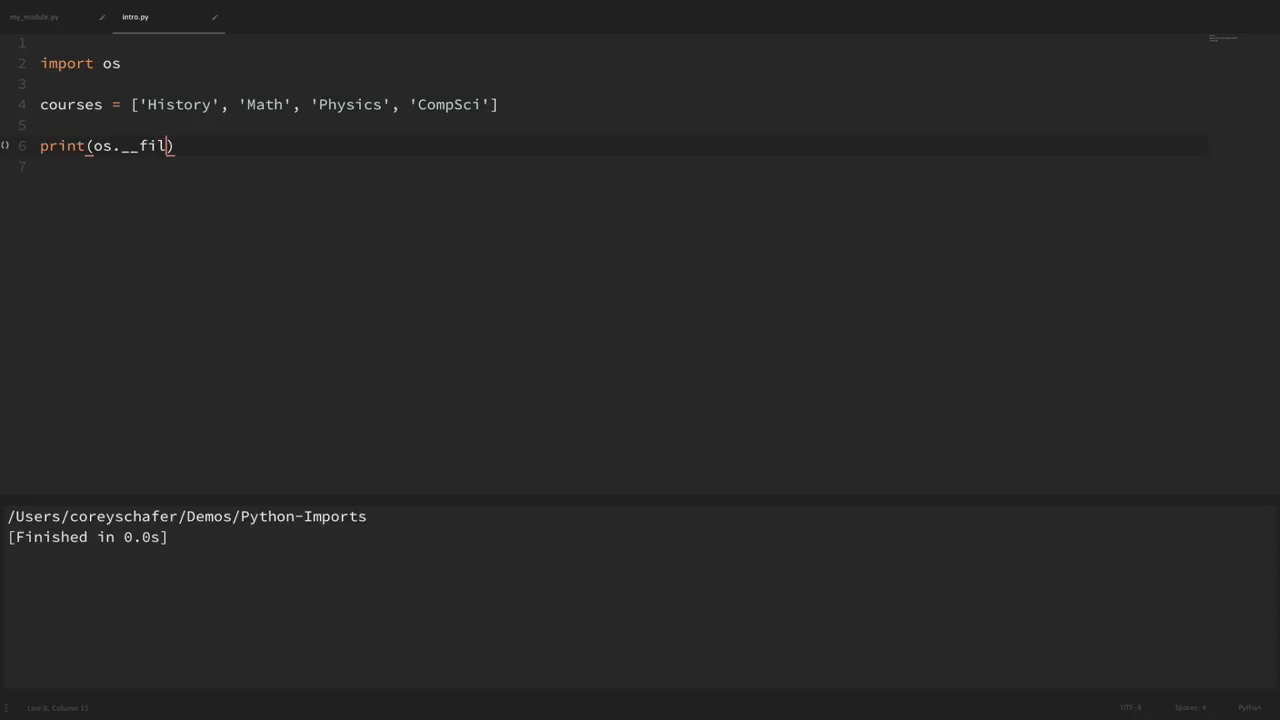 my_module.py
intro.py
1
2 import os
3
4 courses = ['History', 'Math', 'Physics', 'CompSci']
5
() 6 print(os.__fil)
7
/Users/coreyschafer/Demos/Python-Imports
[Finished in 0.0s]
Line 6, Column 15
UTF-8
Spaces: 4
Python